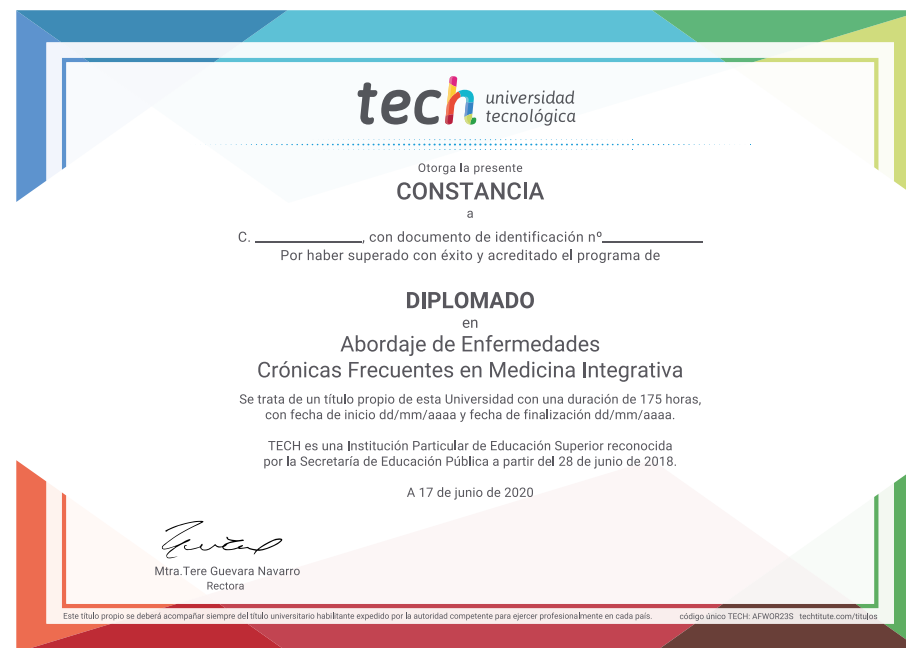 tech universidad
tecnológica
Otorga la presente
CONSTANCIA
a
C. ____________, con documento de identificación nº____________
Por haber superado con éxito y acreditado el programa de
DIPLOMADO
en
Abordaje de Enfermedades
Crónicas Frecuentes en Medicina Integrativa
Se trata de un título propio de esta Universidad con una duración de 175 horas,
con fecha de inicio dd/mm/aaaa y fecha de finalización dd/mm/aaaa.
TECH es una Institución Particular de Educación Superior reconocida
por la Secretaría de Educación Pública a partir del 28 de junio de 2018.
A 17 de junio de 2020
Mtra.Tere Guevara Navarro
Rectora
Este título propio se deberá acompañar siempre del título universitario habilitante expedido por la autoridad competente para ejercer profesionalmente en cada país. código único TECH: AFWOR23S techtitute.com/titulos